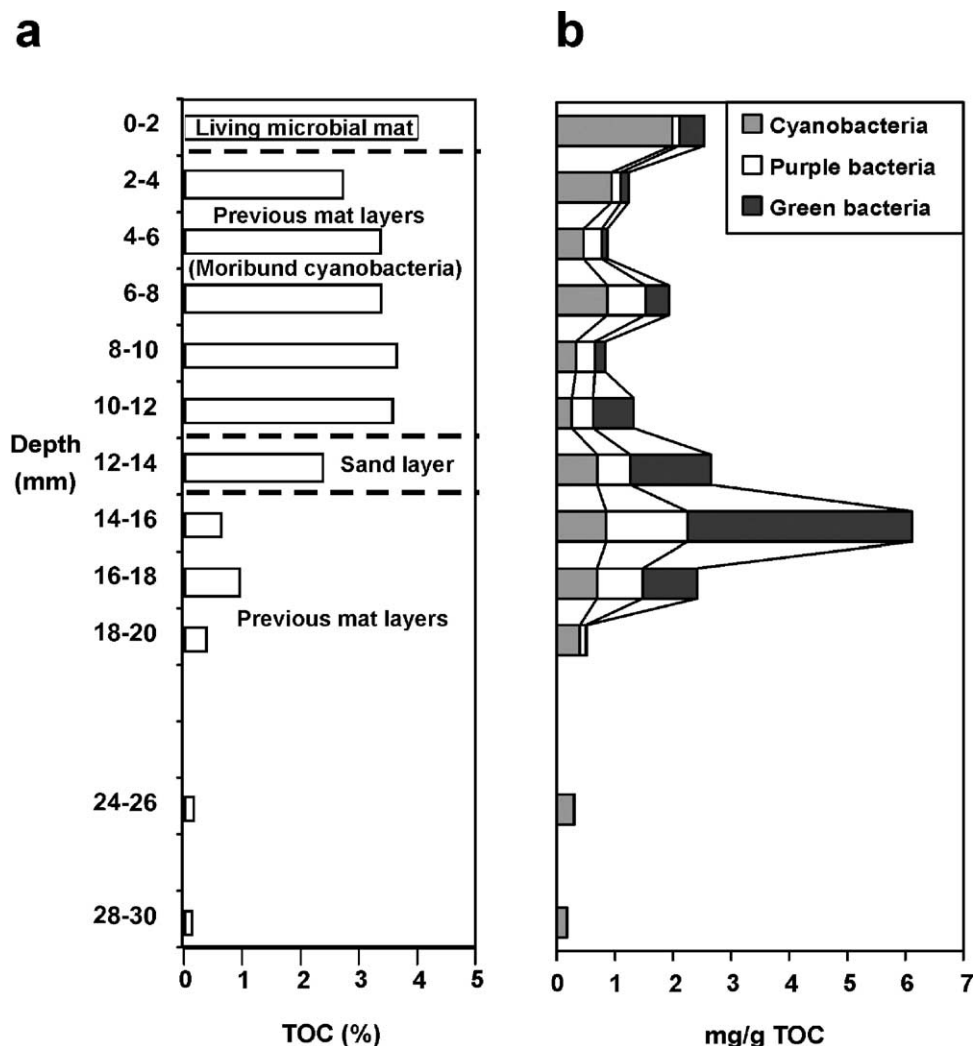 a
0-2
Living microbial mat
2-4
Previous mat layers
4-6
(Moribund cyanobacteria)
6-8
8-10
10-12
Depth
(mm)
12-14
Sand layer
14-16
16-18
Previous mat layers
18-20
24-26
28-30
0 1 2 3 4 5
TOC (%)
b
Cyanobacteria
Purple bacteria
Green bacteria
0 1 2 3 4 5 6 7
mg/g TOC